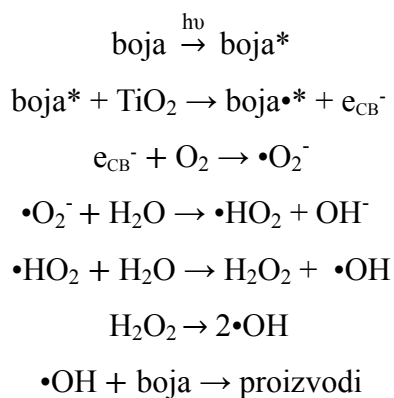 boja \overset{hυ}{→} boja*
boja* + TiO₂ → boja•* + e_CB⁻
e_CB⁻ + O₂ → •O₂⁻
•O₂⁻ + H₂O → •HO₂ + OH⁻
•HO₂ + H₂O → H₂O₂ + •OH
H₂O₂ → 2•OH
•OH + boja → proizvodi